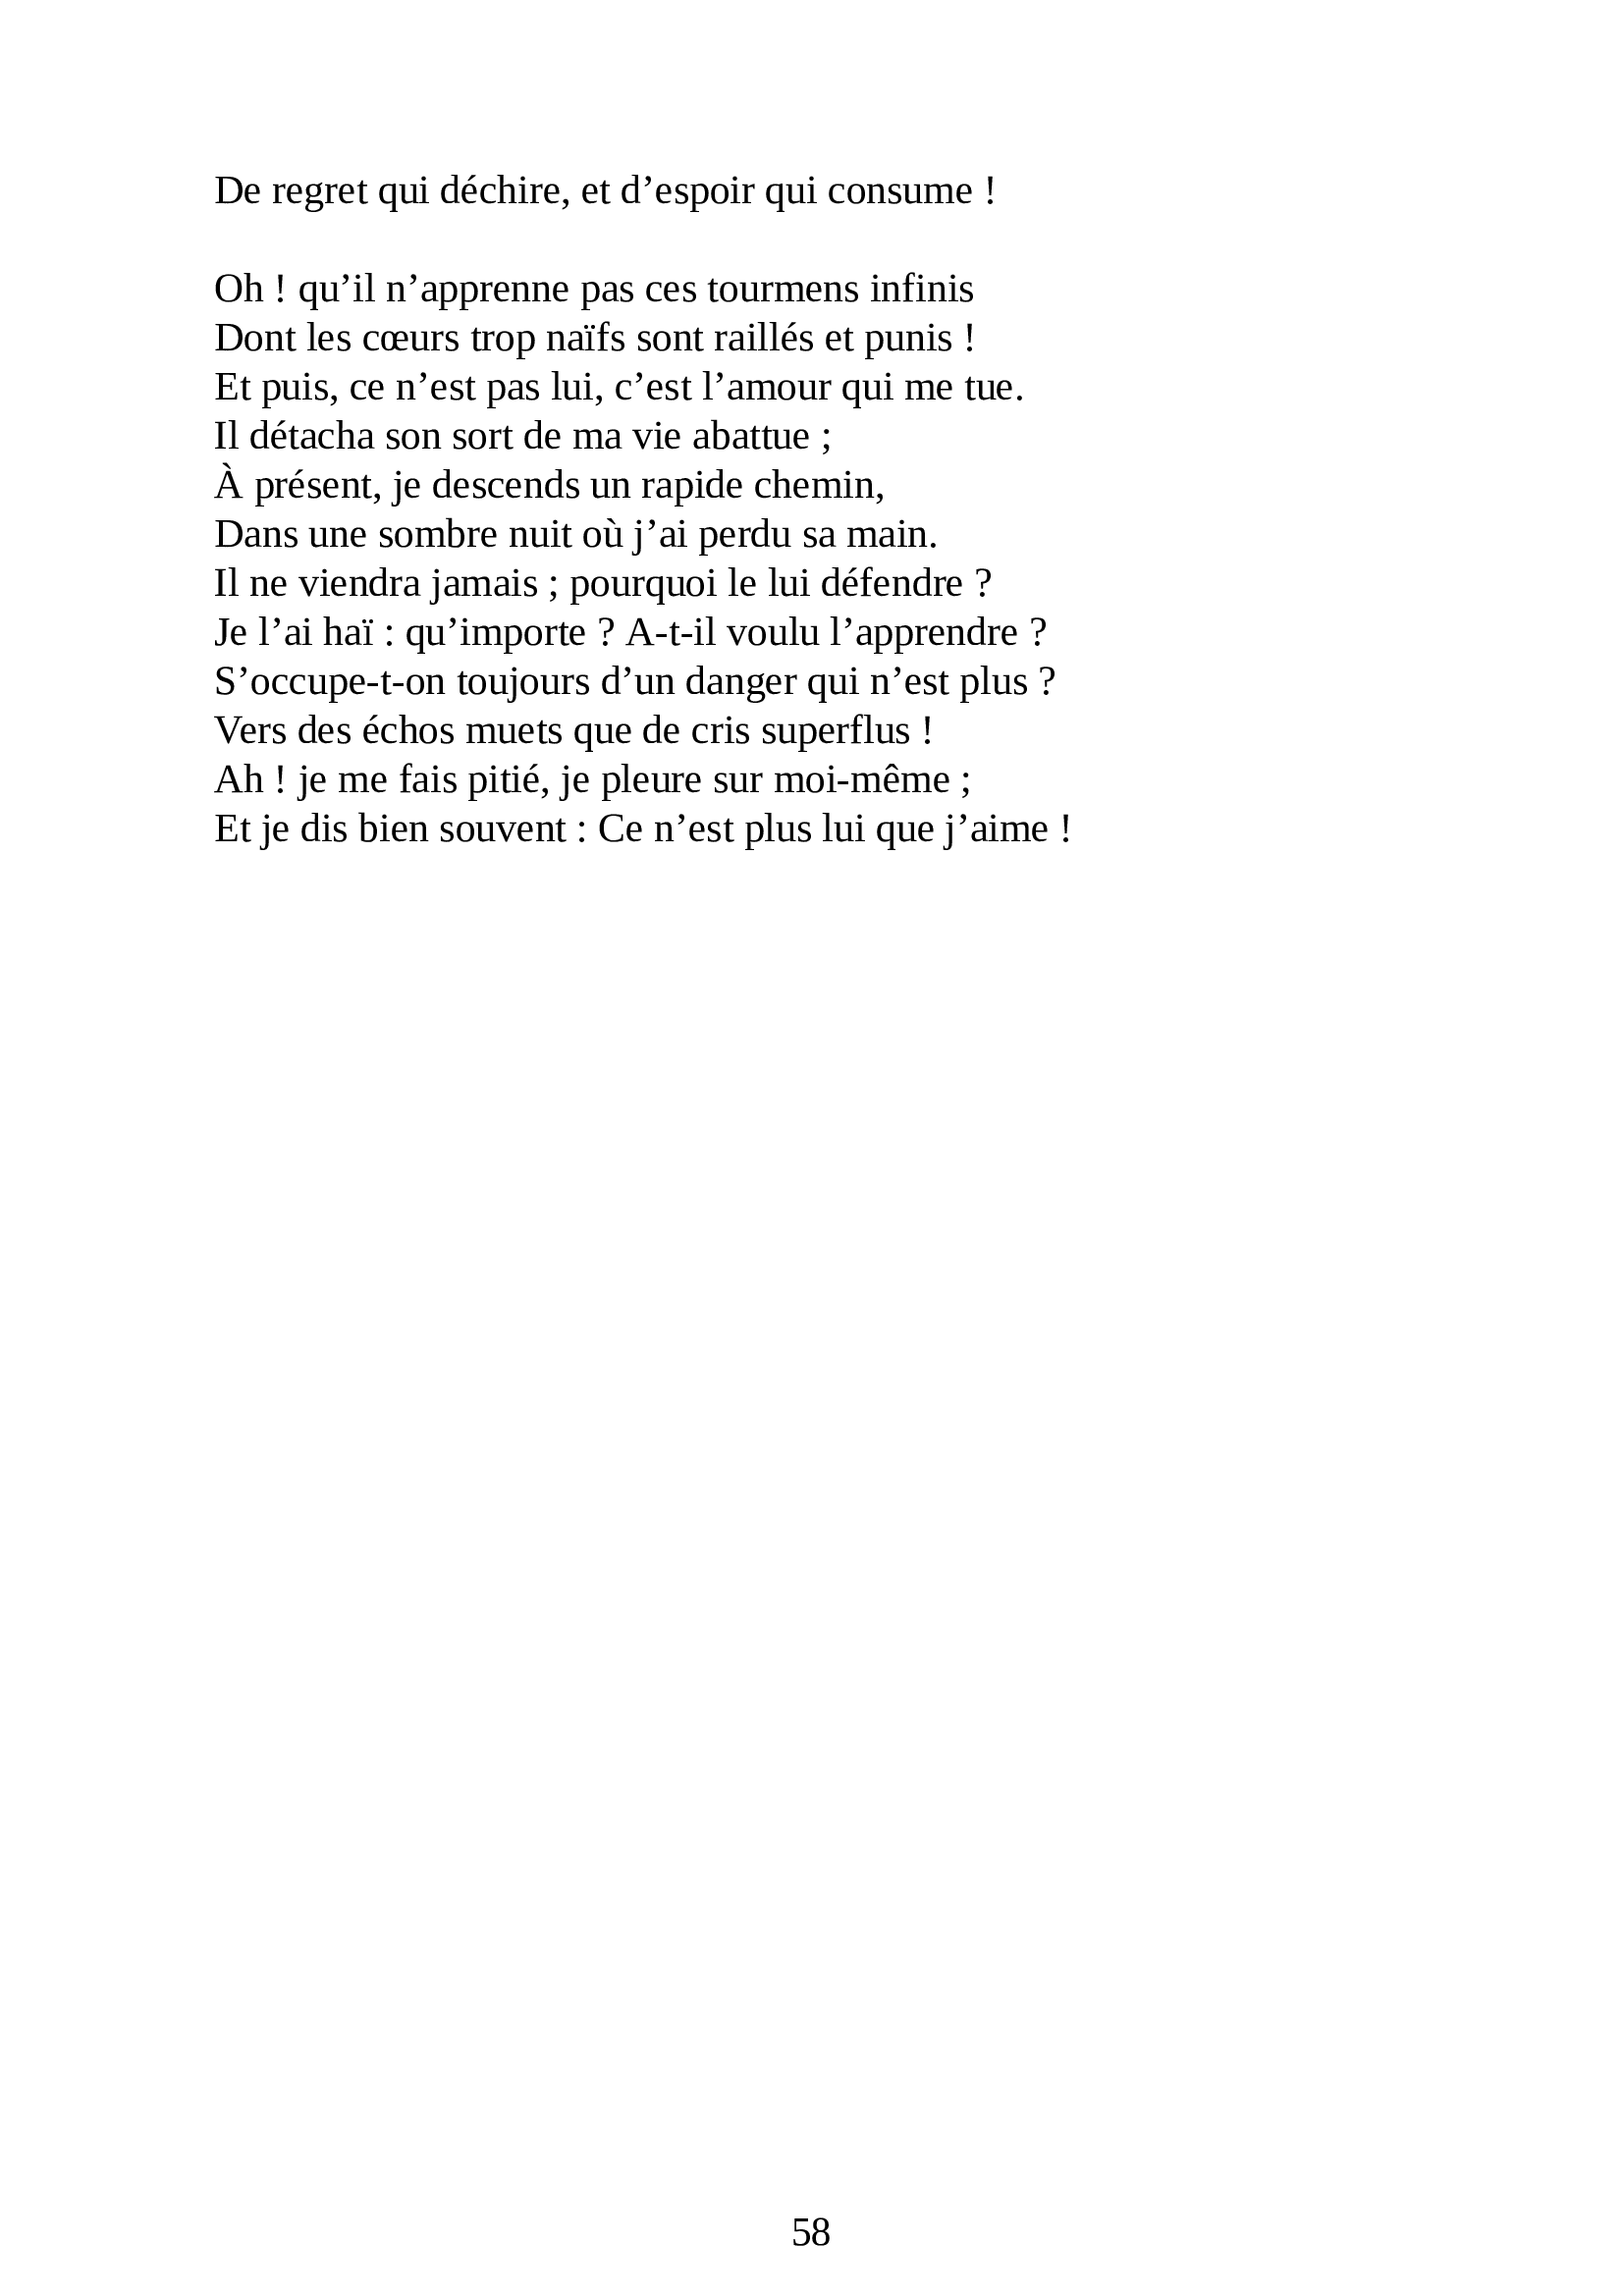 De regret qui déchire, et d’espoir qui consume !
Oh ! qu’il n’apprenne pas ces tourmens infinis
Dont les cœurs trop naïfs sont raillés et punis !
Et puis, ce n’est pas lui, c’est l’amour qui me tue.
Il détacha son sort de ma vie abattue ;
À présent, je descends un rapide chemin,
Dans une sombre nuit où j’ai perdu sa main.
Il ne viendra jamais ; pourquoi le lui défendre ?
Je l’ai haï : qu’importe ? A-t-il voulu l’apprendre ?
S’occupe-t-on toujours d’un danger qui n’est plus ?
Vers des échos muets que de cris superflus !
Ah ! je me fais pitié, je pleure sur moi-même ;
Et je dis bien souvent : Ce n’est plus lui que j’aime !
58